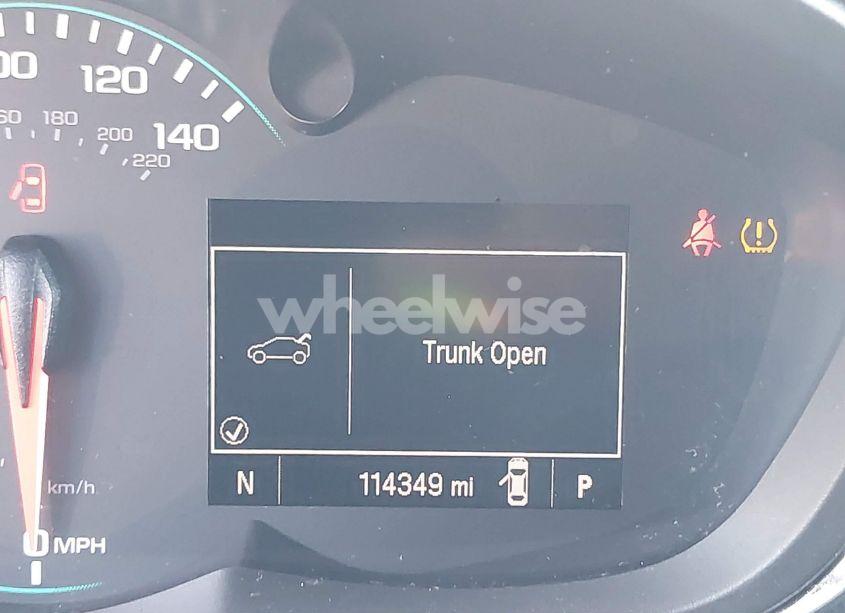 120
140
180
200
220
wheelwise
Trunk Open
N 114349 mi P
km/h
0 MPH